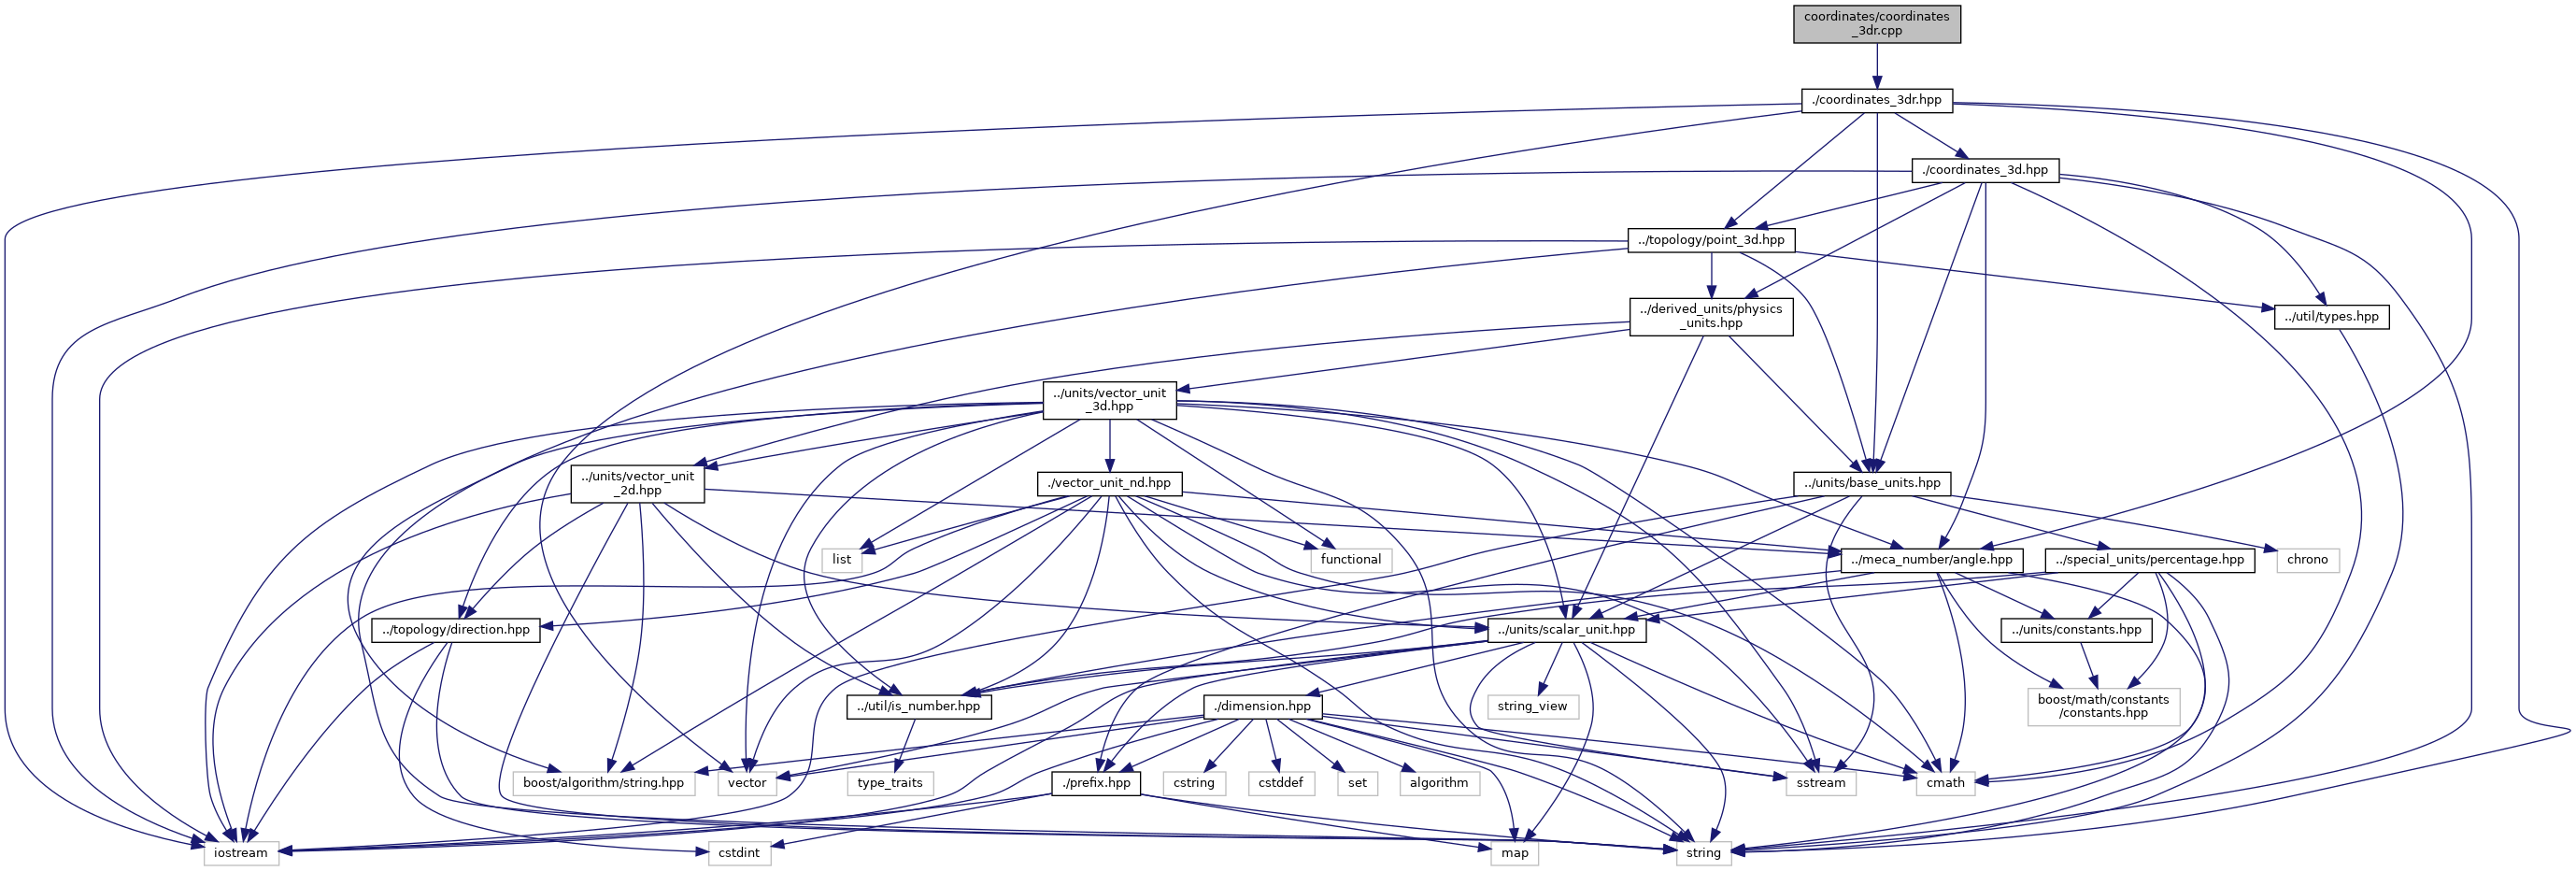 coordinates/coordinates
_3dr.cpp
./coordinates_3dr.hpp
./coordinates_3d.hpp
../topology/point_3d.hpp
../derived_units/physics
_units.hpp
../util/types.hpp
../units/vector_unit
_3d.hpp
../units/vector_unit
_2d.hpp
./vector_unit_nd.hpp
../units/base_units.hpp
list
functional
../meca_number/angle.hpp
../special_units/percentage.hpp
chrono
../topology/direction.hpp
../units/scalar_unit.hpp
../units/constants.hpp
../util/is_number.hpp
./dimension.hpp
string_view
boost/math/constants
/constants.hpp
boost/algorithm/string.hpp
vector
type_traits
./prefix.hpp
cstring
cstddef
set
algorithm
sstream
cmath
iostream
cstdint
map
string